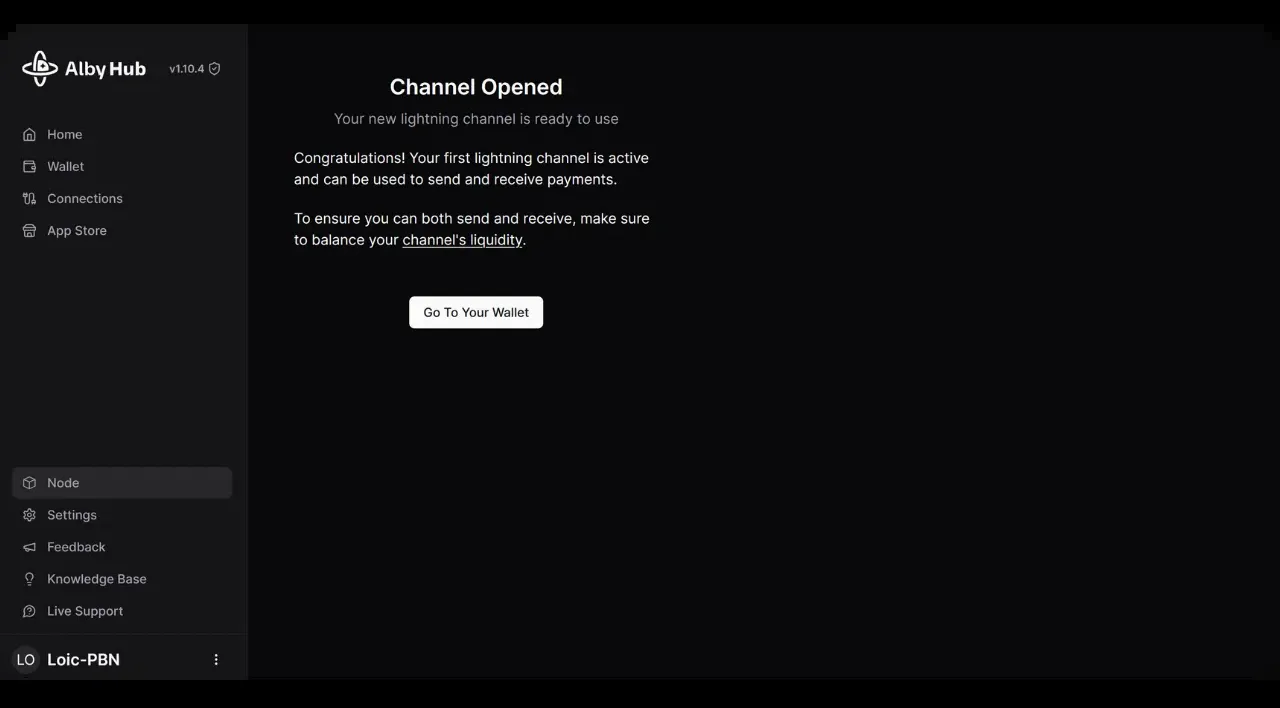 Alby Hub v1.10.4
Home
Wallet
Connections
App Store
Node
Settings
Feedback
Knowledge Base
Live Support
LO Loic-PBN
Channel Opened
Your new lightning channel is ready to use
Congratulations! Your first lightning channel is active
and can be used to send and receive payments.
To ensure you can both send and receive, make sure
to balance your channel's liquidity.
Go To Your Wallet